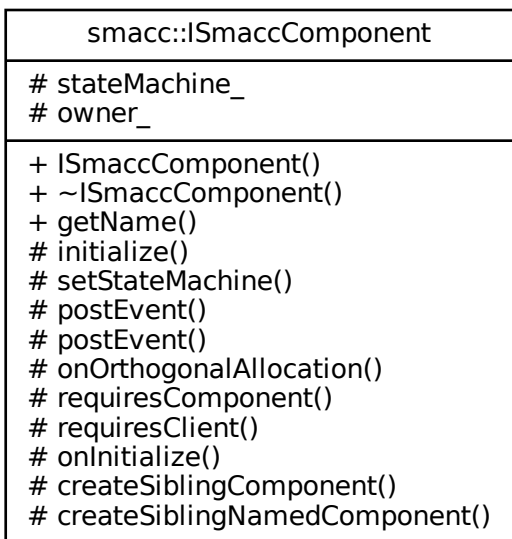 smacc::ISmaccComponent
# stateMachine_
# owner_
+ ISmaccComponent()
+ ~ISmaccComponent()
+ getName()
# initialize()
# setStateMachine()
# postEvent()
# postEvent()
# onOrthogonalAllocation()
# requiresComponent()
# requiresClient()
# onInitialize()
# createSiblingComponent()
# createSiblingNamedComponent()